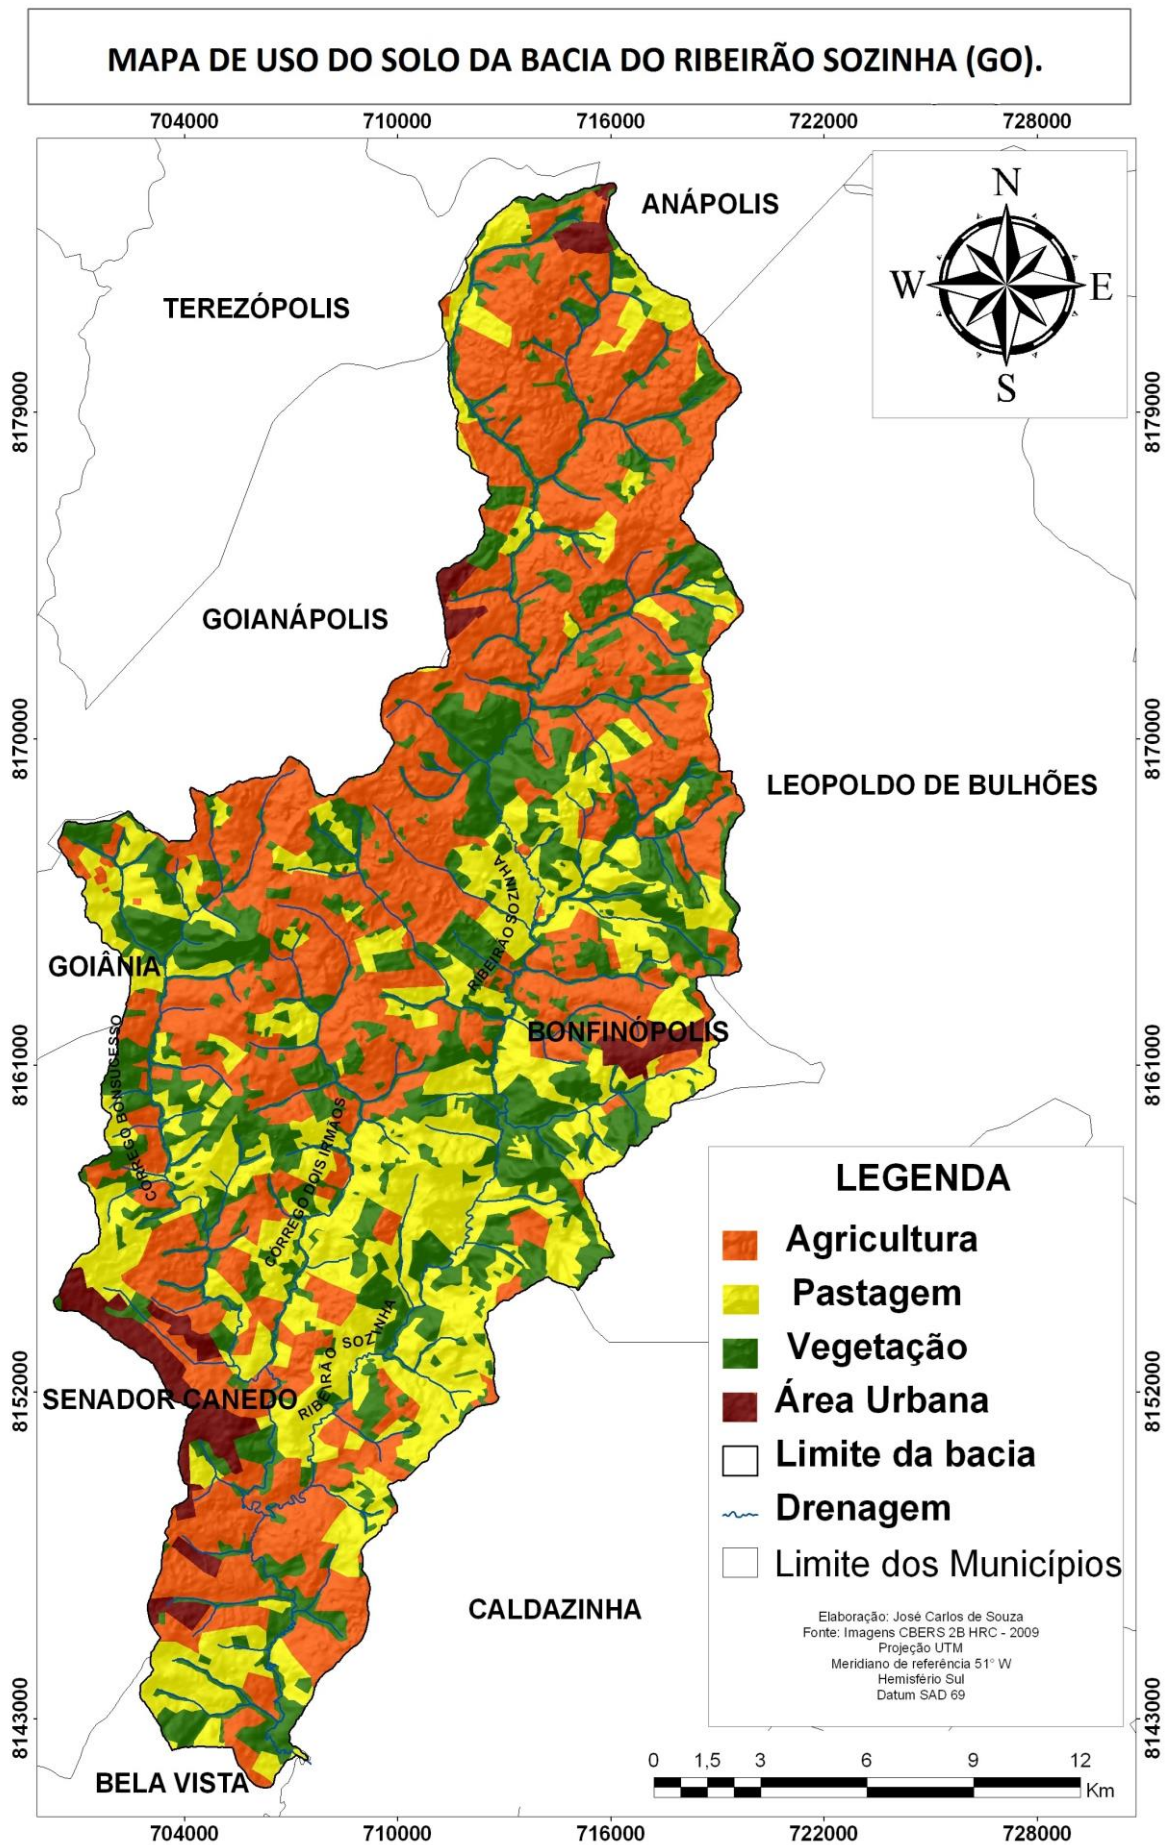 MAPA DE USO DO SOLO DA BACIA DO RIBEIRÃO SOZINHA (GO).
704000 710000 716000 722000 728000
N
W E
S
ANÁPOLIS
TEREZÓPOLIS
8179000 8179000
GOIANÁPOLIS
8170000 8170000
LEOPOLDO DE BULHÕES
RIBEIRÃO SOZINHA
GOIÂNIA
BONFINÓPOLIS
8161000 8161000
CÓRREGO BONSUCESSO
CÓRREGO DOIS IRMÃOS
RIBEIRÃO SOZINHA
8152000 8152000
SENADOR CANEDO
LEGENDA
Agricultura
Pastagem
Vegetação
Área Urbana
Limite da bacia
Drenagem
Limite dos Municípios
Elaboração: José Carlos de Souza
Fonte: Imagens CBERS 2B HRC - 2009
Projeção UTM
Meridiano de referência 51° W
Hemisfério Sul
Datum SAD 69
CALDAZINHA
8143000 8143000
BELA VISTA
0 1,5 3 6 9 12
Km
704000 710000 716000 722000 728000